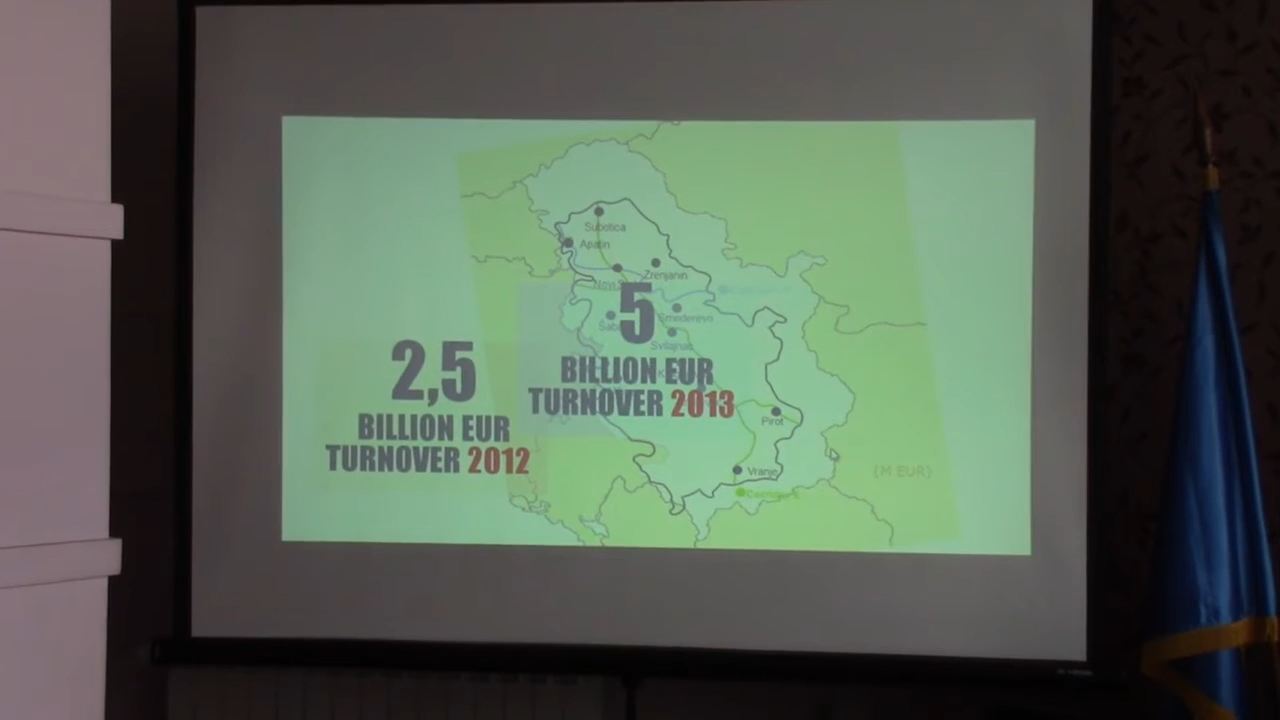 Subotica
Apatin
Zrenjanin
Smederevo
Svilajnac
5
BILLION EUR
TURNOVER 2013
2,5
BILLION EUR
TURNOVER 2012
Pirot
Vranje
(M EUR)